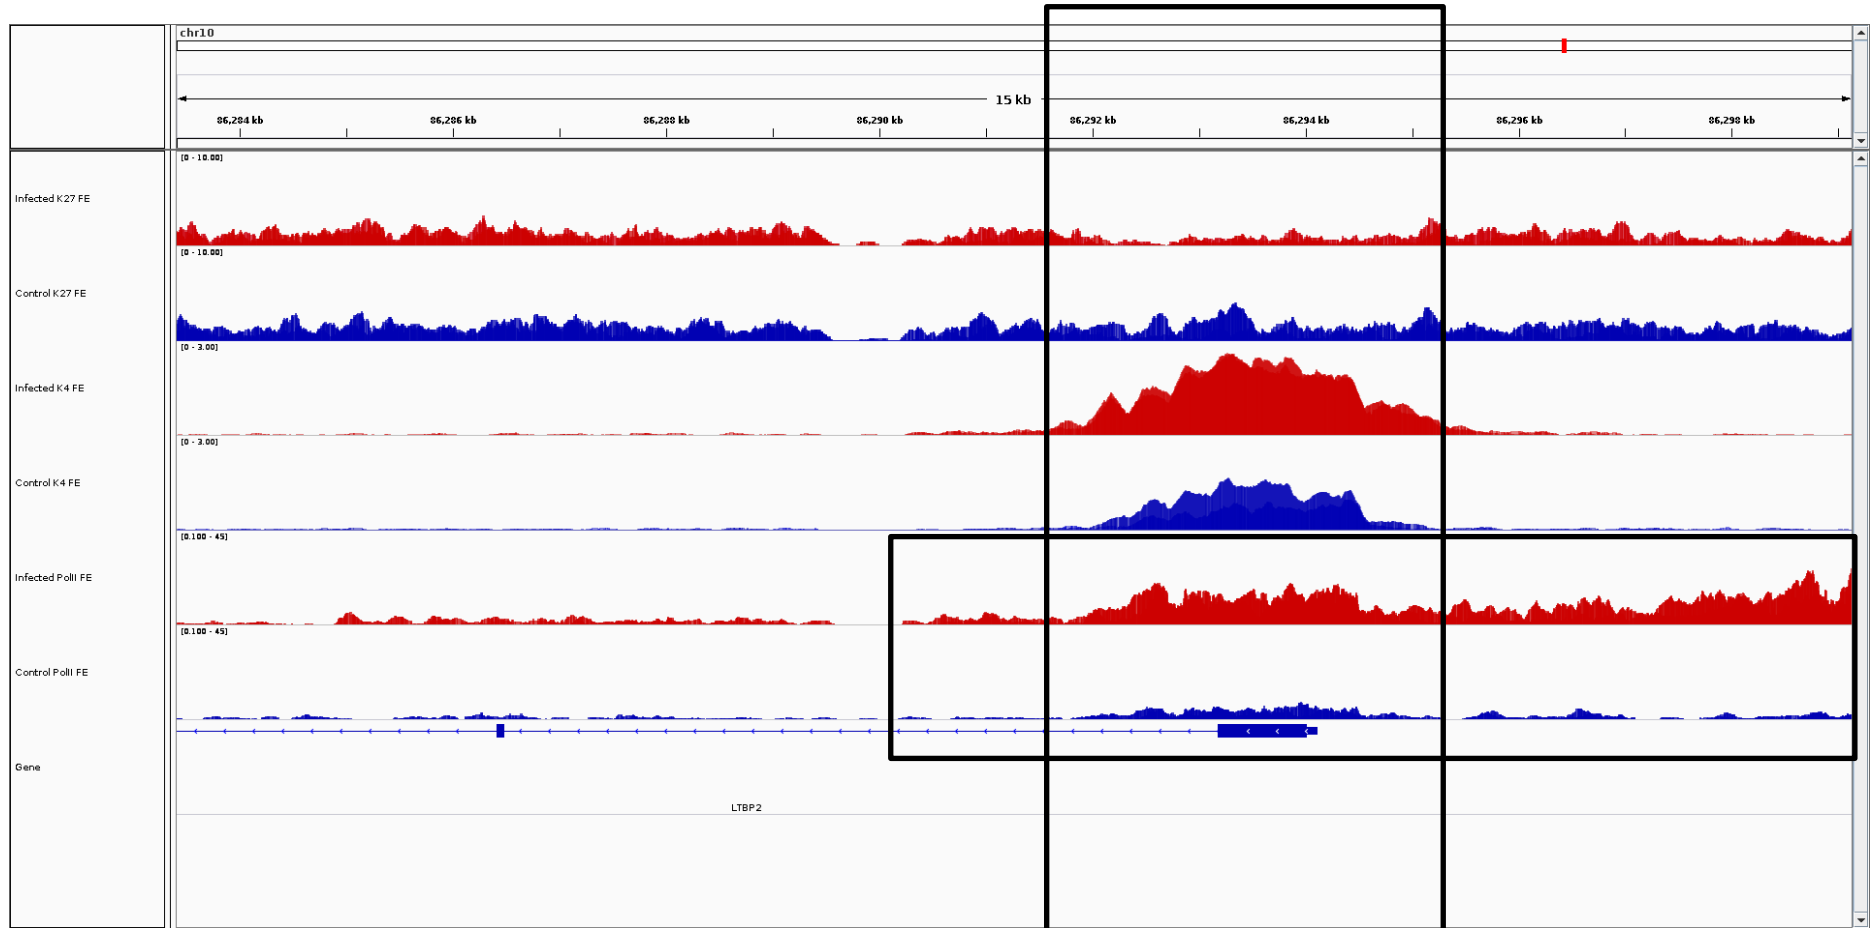 chr10
15 kb
86,284 kb 86,286 kb 86,288 kb 86,290 kb 86,292 kb 86,294 kb 86,296 kb 86,298 kb
[0 - 10.00]
Infected K27 FE
[0 - 10.00]
Control K27 FE
[0 - 3.00]
Infected K4 FE
[0 - 3.00]
Control K4 FE
[0.100 - 45]
Infected PolII FE
[0.100 - 45]
Control PolII FE
Gene
LTBP2